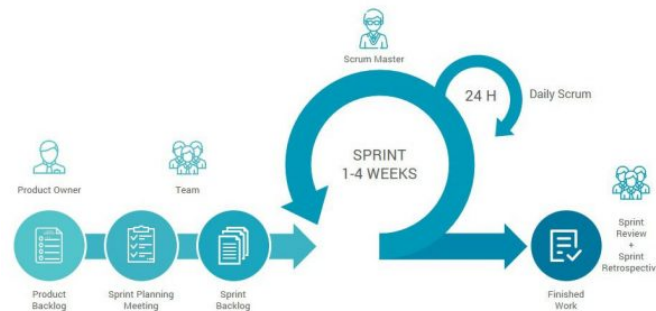 Scrum Master
24 H
Daily Scrum
SPRINT
1-4 WEEKS
Product Owner
Team
Sprint
Review
+
Sprint
Retrospectiv
Product
Backlog
Sprint Planning
Meeting
Sprint
Backlog
Finished
Work